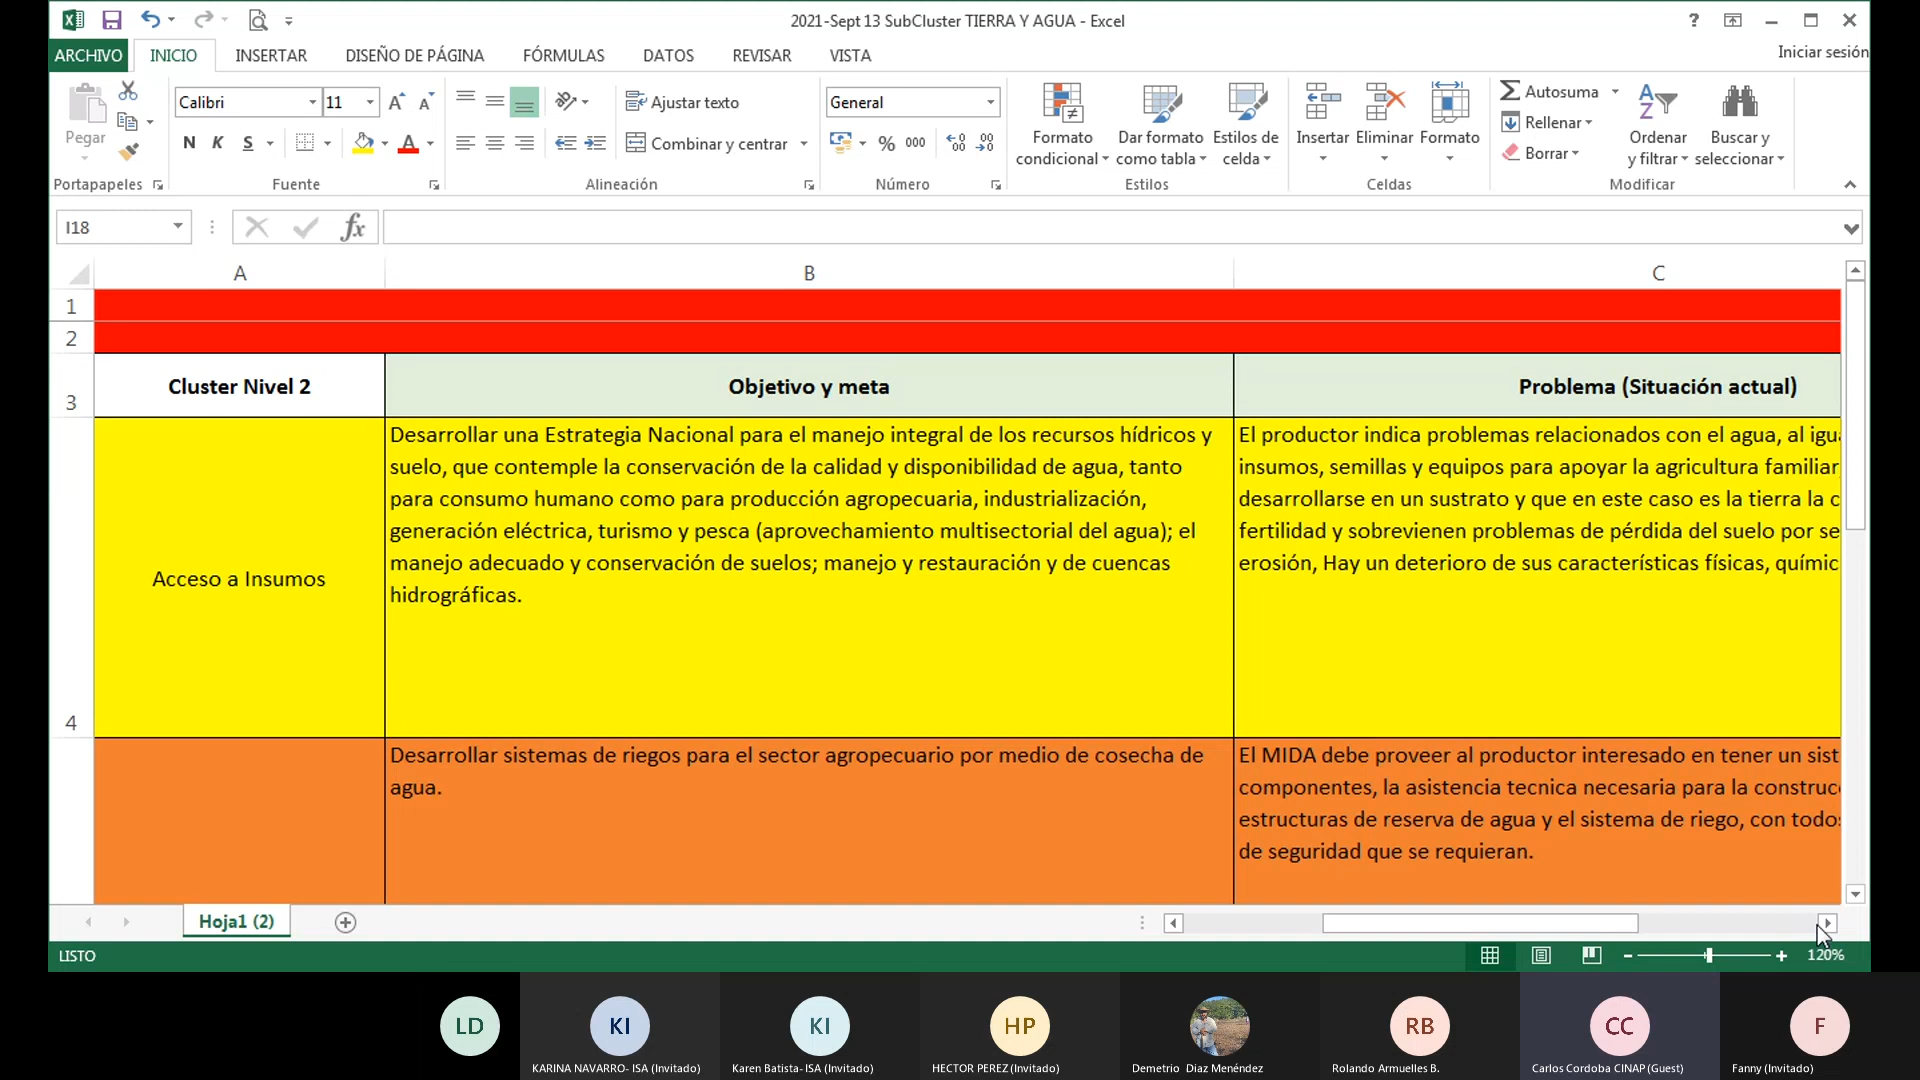 2021-Sept 13 SubCluster TIERRA Y AGUA - Excel
Iniciar sesión
ARCHIVO INICIO INSERTAR DISEÑO DE PÁGINA FÓRMULAS DATOS REVISAR VISTA
Pegar
Portapapeles
Calibri 11
N K S
Fuente
Ajustar texto
Combinar y centrar
Alineación
General
% 000
Número
Formato condicional
Dar formato como tabla
Estilos de celda
Estilos
Insertar Eliminar Formato
Celdas
Autosuma
Rellenar
Borrar
Ordenar y filtrar
Buscar y seleccionar
Modificar
I18
fx
A B C
1
2
3
Cluster Nivel 2
Objetivo y meta
Problema (Situación actual)
4
Acceso a Insumos
Desarrollar una Estrategia Nacional para el manejo integral de los recursos hídricos y
suelo, que contemple la conservación de la calidad y disponibilidad de agua, tanto
para consumo humano como para producción agropecuaria, industrialización,
generación eléctrica, turismo y pesca (aprovechamiento multisectorial del agua); el
manejo adecuado y conservación de suelos; manejo y restauración y de cuencas
hidrográficas.
El productor indica problemas relacionados con el agua, al igu
insumos, semillas y equipos para apoyar la agricultura familiar,
desarrollarse en un sustrato y que en este caso es la tierra la c
fertilidad y sobrevienen problemas de pérdida del suelo por se
erosión, Hay un deterioro de sus características físicas, químic
Desarrollar sistemas de riegos para el sector agropecuario por medio de cosecha de
agua.
El MIDA debe proveer al productor interesado en tener un sist
componentes, la asistencia tecnica necesaria para la construc
estructuras de reserva de agua y el sistema de riego, con todo
de seguridad que se requieran.
Hoja1 (2)
LISTO
120%
LD
KI
KARINA NAVARRO- ISA (Invitado)
KI
Karen Batista- ISA (Invitado)
HP
HECTOR PEREZ (Invitado)
Demetrio Diaz Menéndez
RB
Rolando Armuelles B.
CC
Carlos Cordoba CINAP (Guest)
F
Fanny (Invitado)